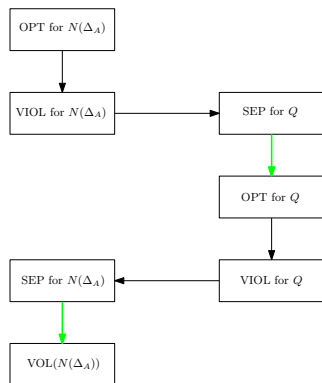 OPT for N(Δ_A)
VIOL for N(Δ_A)
SEP for Q
OPT for Q
VIOL for Q
SEP for N(Δ_A)
VOL(N(Δ_A))